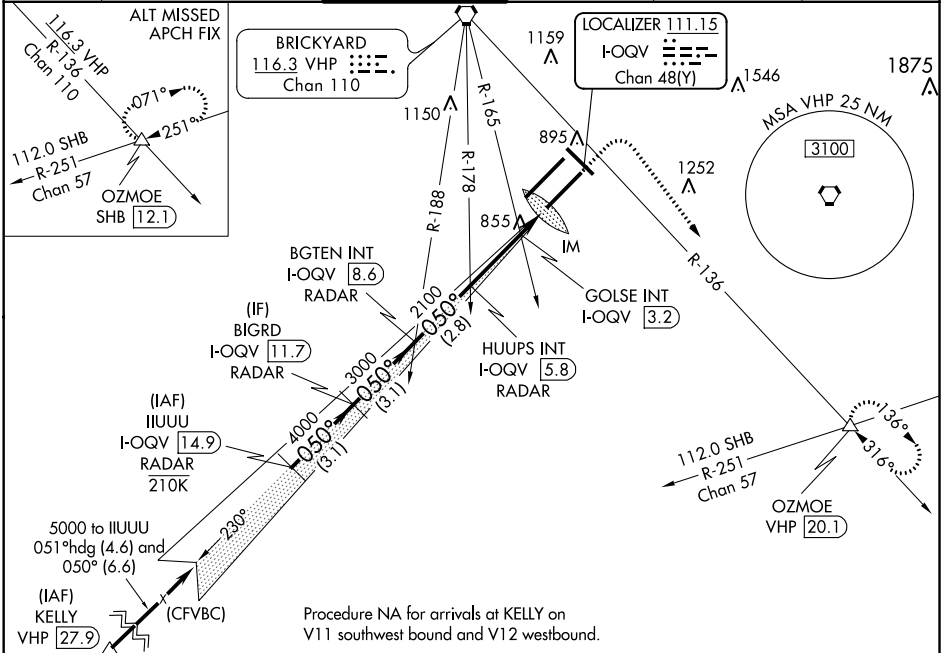 ALT MISSED
APCH FIX
116.3 VHP
R-136
Chan 110
071°
251°
112.0 SHB
R-251
Chan 57
OZMOE
SHB 12.1
BRICKYARD
116.3 VHP
Chan 110
LOCALIZER 111.15
I-OQV
Chan 48(Y)
1159
1546
1875
1150
895
1252
855
MSA VHP 25 NM
3100
R-165
R-178
R-188
R-136
IM
BGTEN INT
I-OQV 8.6
RADAR
GOLSE INT
I-OQV 3.2
HUUPS INT
I-OQV 5.8
RADAR
(IF)
BIGRD
I-OQV 11.7
RADAR
2100
050°
(2.8)
3000
050°
(3.1)
4000
050°
(3.1)
(IAF)
IIUUU
I-OQV 14.9
RADAR
210K
230°
5000 to IIUUU
051°hdg (4.6) and
050° (6.6)
(IAF)
KELLY
VHP 27.9
(CFVBC)
136°
316°
112.0 SHB
R-251
Chan 57
OZMOE
VHP 20.1
Procedure NA for arrivals at KELLY on
V11 southwest bound and V12 westbound.